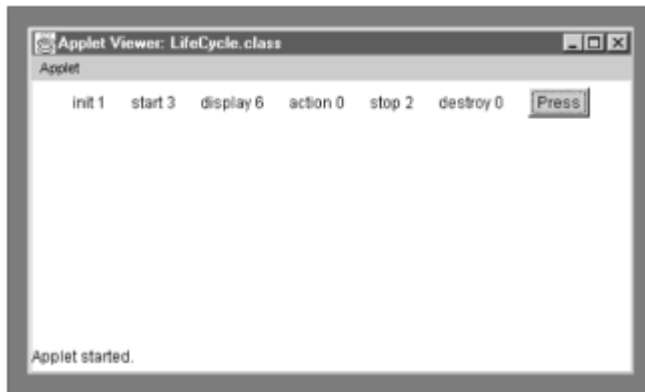 Applet Viewer: LifeCycle.class
Applet
init 1 start 3 display 6 action 0 stop 2 destroy 0 Press
Applet started.